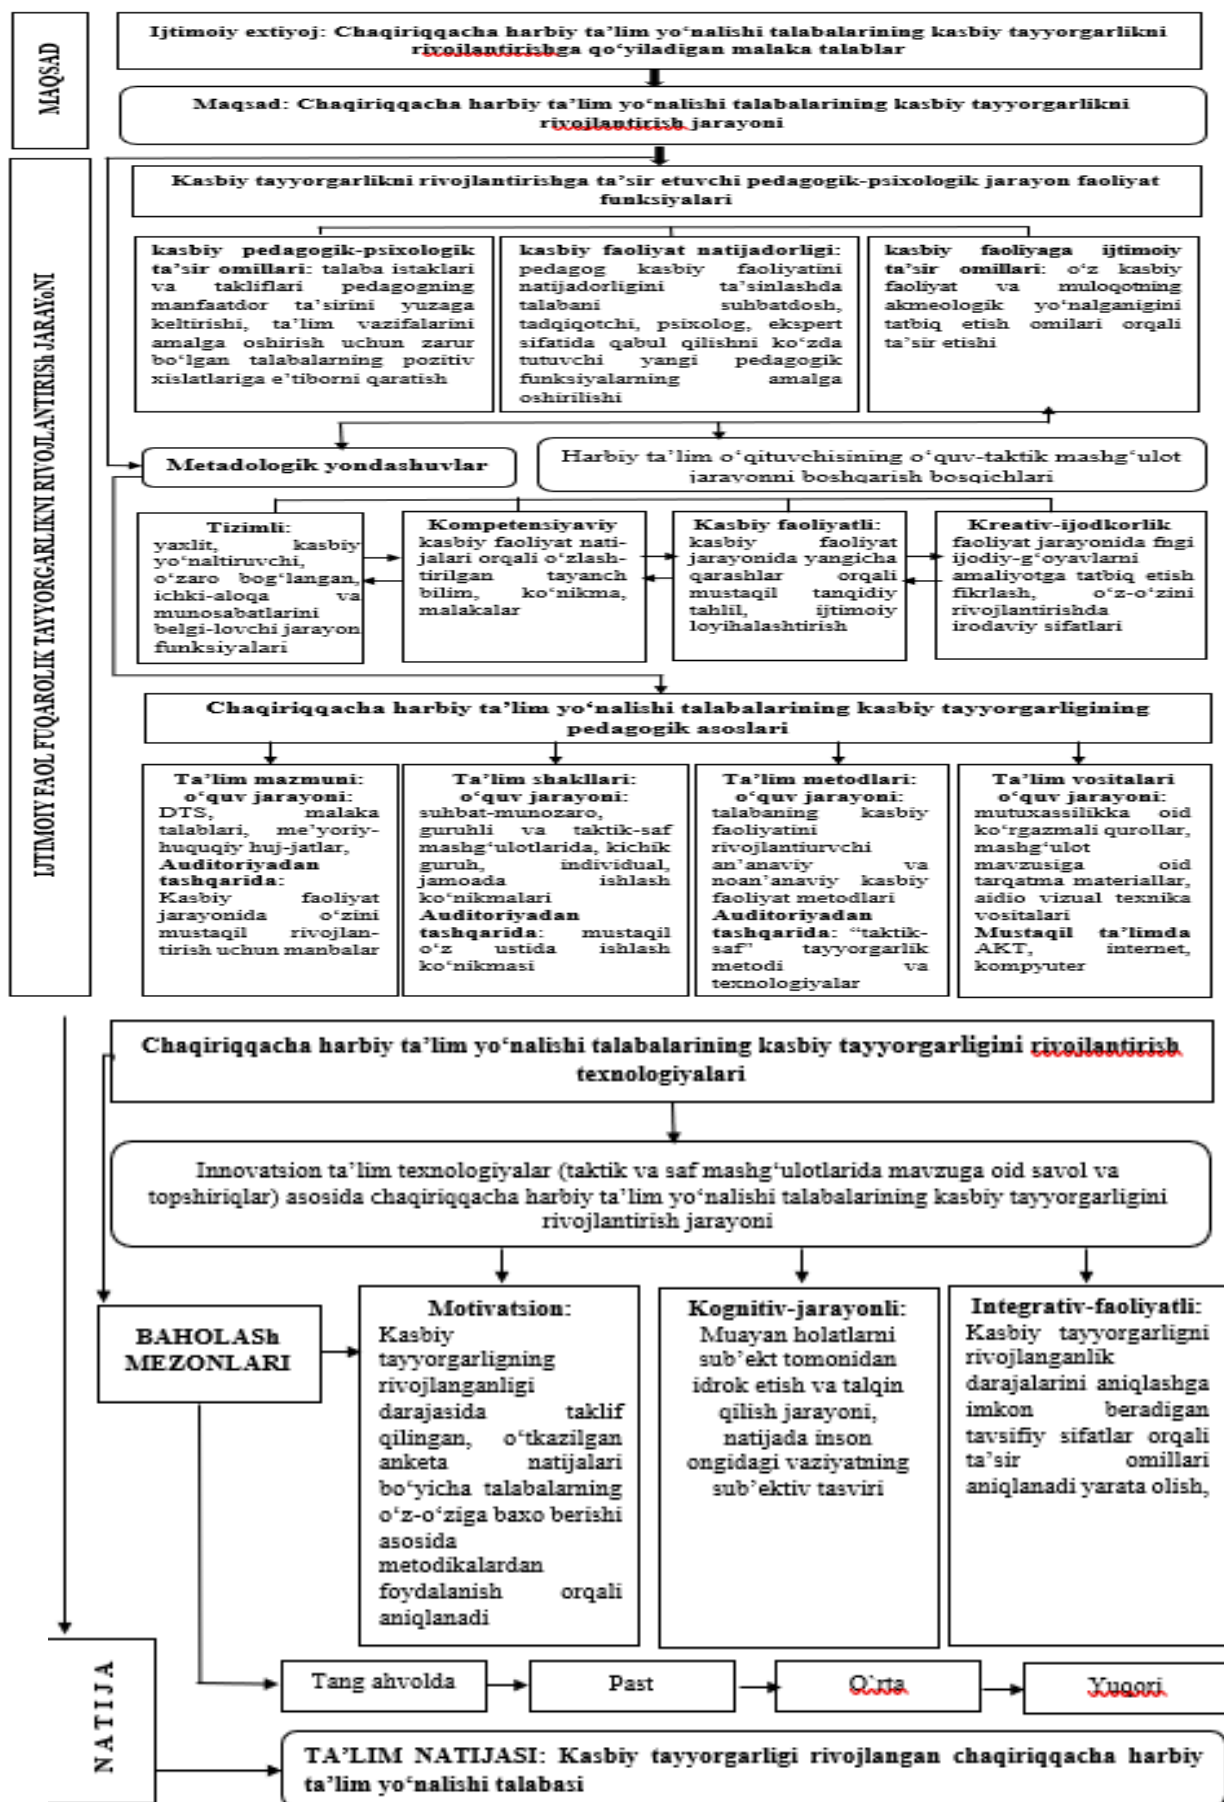 MAQSAD
Ijtimoiy extiyoj: Chaqiriqqacha harbiy ta’lim yo‘nalishi talabalarining kasbiy tayyorgarlikni
rivojlantirishga qo‘yiladigan malaka talablar
Maqsad: Chaqiriqqacha harbiy ta’lim yo‘nalishi talabalarining kasbiy tayyorgarlikni
rivojlantirish jarayoni
IJTIMOIY FAOL FUQAROLIK TAYYORGARLIKNI RIVOJLANTIRISh JARAYoNI
Kasbiy tayyorgarlikni rivojlantirishga ta’sir etuvchi pedagogik-psixologik jarayon faoliyat
funksiyalari
kasbiy pedagogik-psixologik
ta’sir omillari: talaba istaklari
va takliflari pedagogning
manfaatdor ta’sirini yuzaga
keltirishi, ta’lim vazifalarini
amalga oshirish uchun zarur
bo‘lgan talabalarning pozitiv
xislatlariga e’tiborni qaratish
kasbiy faoliyat natijadorligi:
pedagog kasbiy faoliyatini
natijadorligini ta’sinlashda
talabani suhbatdosh,
tadqiqotchi, psixolog, ekspert
sifatida qabul qilishni ko‘zda
tutuvchi yangi pedagogik
funksiyalarning amalga
oshirilishi
kasbiy faoliyaga ijtimoiy
ta’sir omillari: o‘z kasbiy
faoliyat va muloqotning
akmeologik yo‘nalganigini
tatbiq etish omilari orqali
ta’sir etishi
Metadologik yondashuvlar
Harbiy ta’lim o‘qituvchisining o‘quv-taktik mashg‘ulot
jarayonni boshqarish bosqichlari
Tizimli:
yaxlit, kasbiy
yo‘naltiruvchi,
o‘zaro bog‘langan,
ichki-aloqa va
munosabatlarini
belgi-lovchi jarayon
funksiyalari
Kompetensiyaviy
kasbiy faoliyat nati-
jalari orqali o‘zlash-
tirilgan tayanch
bilim, ko‘nikma,
malakalar
Kasbiy faoliyatli:
kasbiy faoliyat
jarayonida yangicha
qarashlar orqali
mustaqil tanqidiy
tahlil, ijtimoiy
loyihalashtirish
Kreativ-ijodkorlik
faoliyat jarayonida fngi
ijodiy-g‘oyavlarni
amaliyotga tatbiq etish
fikrlash, o‘z-o‘zini
rivojlantirishda
irodaviy sifatlari
Chaqiriqqacha harbiy ta’lim yo‘nalishi talabalarining kasbiy tayyorgarligining
pedagogik asoslari
Ta’lim mazmuni:
o‘quv jarayoni:
DTS, malaka
talablari, me’yoriy-
huquqiy huj-jatlar,
Auditoriyadan
tashqarida:
Kasbiy faoliyat
jarayonida o‘zini
mustaqil rivojlan-
tirish uchun manbalar
Ta’lim shakllari:
o‘quv jarayoni:
suhbat-munozaro,
guruhli va taktik-saf
mashg‘ulotlarida, kichik
guruh, individual,
jamoada ishlash
ko‘nikmalari
Auditoriyadan
tashqarida: mustaqil
o‘z ustida ishlash
ko‘nikmasi
Ta’lim metodlari:
o‘quv jarayoni:
talabaning kasbiy
faoliyatini
rivojlantiurvchi
an’anaviy va
noan’anaviy kasbiy
faoliyat metodlari
Auditoriyadan
tashqarida: “taktik-
saf” tayyorgarlik
metodi va
texnologiyalar
Ta’lim vositalari
o‘quv jarayoni:
mutuxassilikka oid
ko‘rgazmali qurollar,
mashg‘ulot
mavzusiga oid
tarqatma materiallar,
aidio vizual texnika
vositalari
Mustaqil ta’limda
AKT, internet,
kompyuter
Chaqiriqqacha harbiy ta’lim yo‘nalishi talabalarining kasbiy tayyorgarligini rivojlantirish
texnologiyalari
Innovatsion ta’lim texnologiyalar (taktik va saf mashg‘ulotlarida mavzuga oid savol va
topshiriqlar) asosida chaqiriqqacha harbiy ta’lim yo‘nalishi talabalarining kasbiy tayyorgarligini
rivojlantirish jarayoni
BAHOLASh
MEZONLARI
Motivatsion:
Kasbiy
tayyorgarligning
rivojlanganligi
darajasida taklif
qilingan, o‘tkazilgan
anketa natijalari
bo‘yicha talabalarning
o‘z-o‘ziga baxo berishi
asosida
metodikalardan
foydalanish orqali
aniqlanadi
Kognitiv-jarayonli:
Muayan holatlarni
sub’ekt tomonidan
idrok etish va talqin
qilish jarayoni,
natijada inson
ongidagi vaziyatning
sub’ektiv tasviri
Integrativ-faoliyatli:
Kasbiy tayyorgarligni
rivojlanganlik
darajalarini aniqlashga
imkon beradigan
tavsifiy sifatlar orqali
ta’sir omillari
aniqlanadi yarata olish,
NATIJA
Tang ahvolda
Past
O`rta
Yuqori
TA’LIM NATIJASI: Kasbiy tayyorgarligi rivojlangan chaqiriqqacha harbiy
ta’lim yo‘nalishi talabasi